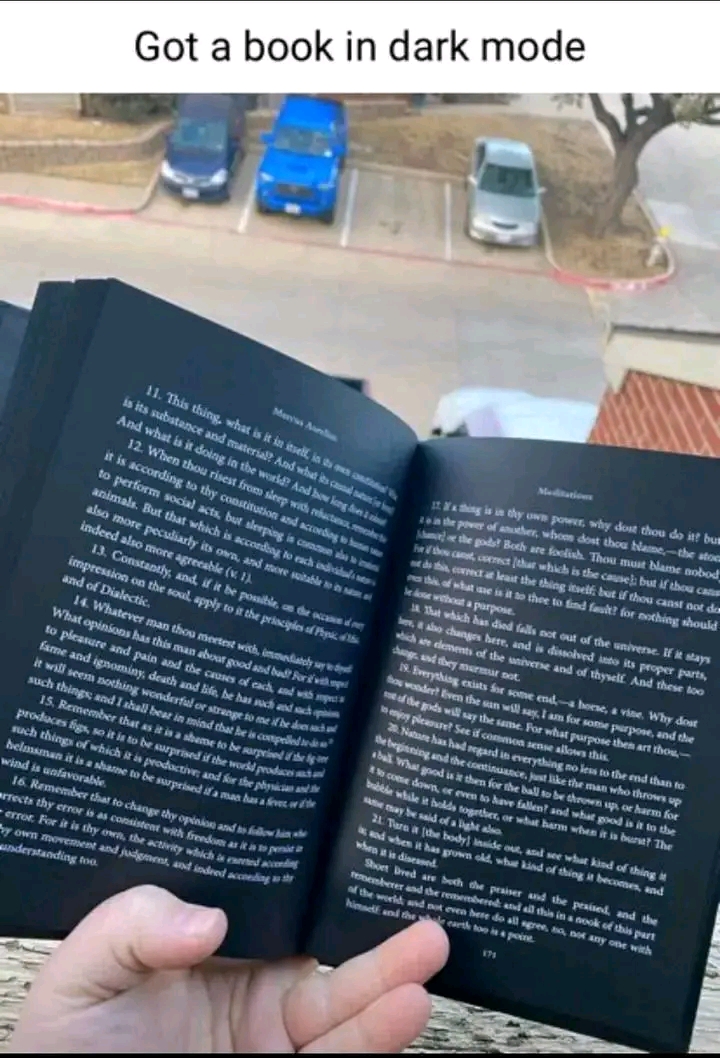 Got a book in dark mode
Marcus Aurelius
11. This thing, what is it in itself, in its own constitution? What
is its substance and material? And what its causal nature [or form]?
And what is it doing in the world? And how long does it subsist?
12. When thou risest from sleep with reluctance, remember that
it is according to thy constitution and according to human nature
to perform social acts, but sleeping is common also to irrational
animals. But that which is according to each individual's nature is
also more peculiarly its own, and more suitable to its nature, and
indeed also more agreeable (v. 1).
13. Constantly, and, if it be possible, on the occasion of every
impression on the soul, apply to it the principles of Physic, of Ethic,
and of Dialectic.
14. Whatever man thou meetest with, immediately say to thyself:
What opinions has this man about good and bad? For if with respect
to pleasure and pain and the causes of each, and with respect to
fame and ignominy, death and life, he has such and such opinions,
it will seem nothing wonderful or strange to me if he does such and
such things; and I shall bear in mind that he is compelled to do so.
15. Remember that as it is a shame to be surprised if the fig-tree
produces figs, so it is to be surprised if the world produces such and
such things of which it is productive; and for the physician and the
helmsman it is a shame to be surprised if a man has a fever, or if the
wind is unfavorable.
16. Remember that to change thy opinion and to follow him who
corrects thy error is as consistent with freedom as it is to persist in
error. For it is thy own, the activity which is exerted according
thy own movement and judgment, and indeed according to thy
understanding too.
Meditations
17. If a thing is in thy own power, why dost thou do it? but
it is in the power of another, whom dost thou blame,—the atoms
[chance] or the gods? Both are foolish. Thou must blame nobody
For if thou canst, correct [that which is the cause]; but if thou canst
not do this, correct at least the thing itself; but if thou canst not do
even this, of what use is it to thee to find fault? for nothing should
be done without a purpose.
18. That which has died falls not out of the universe. If it stays
here, it also changes here, and is dissolved into its proper parts,
which are elements of the universe and of thyself. And these too
change, and they murmur not.
19. Everything exists for some end,—a horse, a vine. Why dost
thou wonder? Even the sun will say, I am for some purpose, and the
rest of the gods will say the same. For what purpose then art thou,—
to enjoy pleasure? See if common sense allows this.
20. Nature has had regard in everything no less to the end than to
the beginning and the continuance, just like the man who throws up
a ball. What good is it then for the ball to be thrown up, or harm for
it to come down, or even to have fallen? and what good is it to the
bubble while it holds together, or what harm when it is burst? The
same may be said of a light also.
21. Turn it [the body] inside out, and see what kind of thing it
is; and when it has grown old, what kind of thing it becomes, and
when it is diseased.
Short lived are both the praiser and the praised, and the
rememberer and the remembered: and all this in a nook of this part
of the world; and not even here do all agree, no, not any one with
himself: and the whole earth too is a point.
171